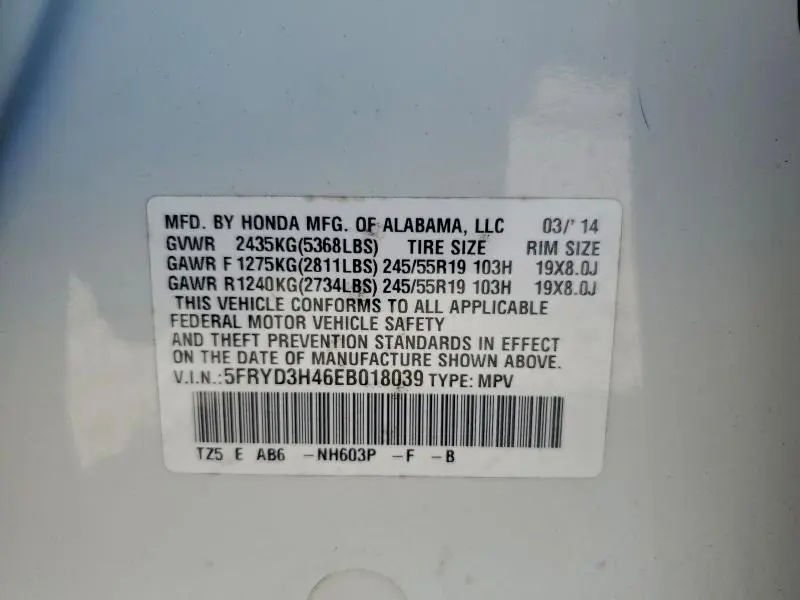 MFD. BY HONDA MFG. OF ALABAMA, LLC 03/'14
GVWR 2435KG(5368LBS) TIRE SIZE RIM SIZE
GAWR F 1275KG(2811LBS) 245/55R19 103H 19X8.0J
GAWR R1240KG(2734LBS) 245/55R19 103H 19X8.0J
THIS VEHICLE CONFORMS TO ALL APPLICABLE
FEDERAL MOTOR VEHICLE SAFETY
AND THEFT PREVENTION STANDARDS IN EFFECT
ON THE DATE OF MANUFACTURE SHOWN ABOVE.
V.I.N.:5FRYD3H46EB018039 TYPE: MPV
TZ5 E AB6 -NH603P -F -B